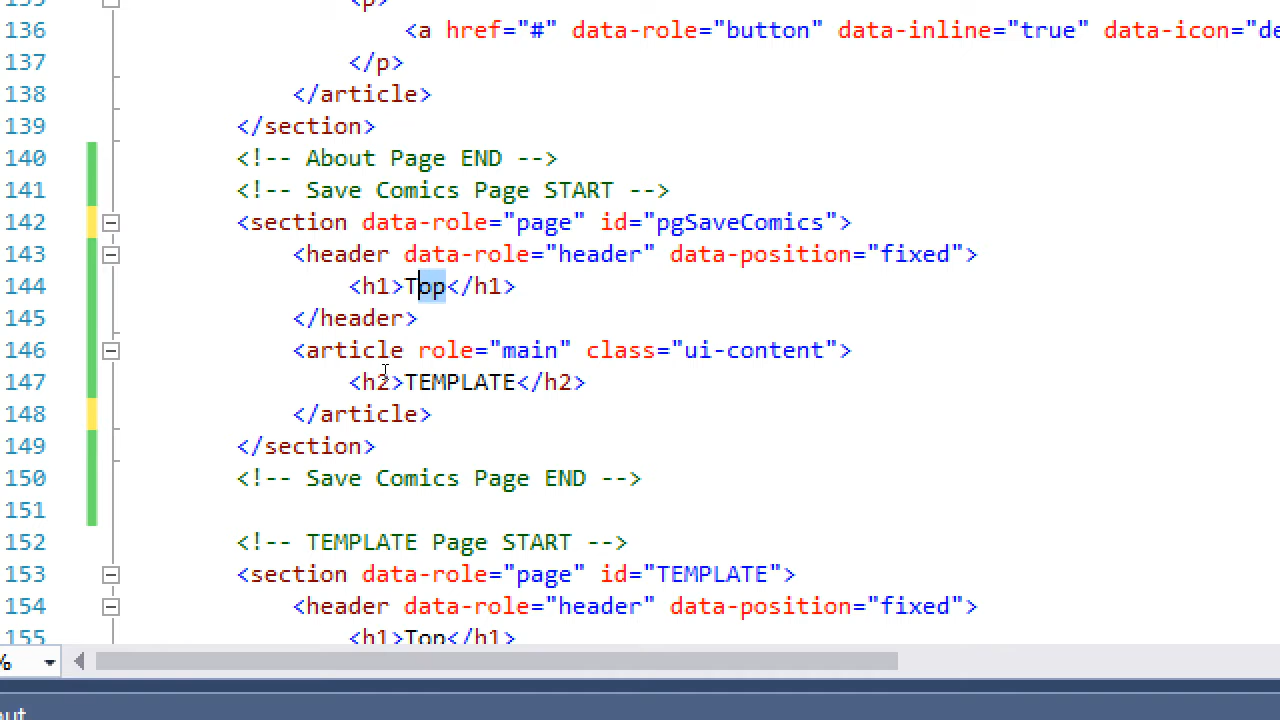 135 <p>
136 <a href="#" data-role="button" data-inline="true" data-icon="de
137 </p>
138 </article>
139 </section>
140 <!-- About Page END -->
141 <!-- Save Comics Page START -->
142 <section data-role="page" id="pgSaveComics">
143 <header data-role="header" data-position="fixed">
144 <h1>Top</h1>
145 </header>
146 <article role="main" class="ui-content">
147 <h2>TEMPLATE</h2>
148 </article>
149 </section>
150 <!-- Save Comics Page END -->
151
152 <!-- TEMPLATE Page START -->
153 <section data-role="page" id="TEMPLATE">
154 <header data-role="header" data-position="fixed">
155 <h1>Top</h1>
%